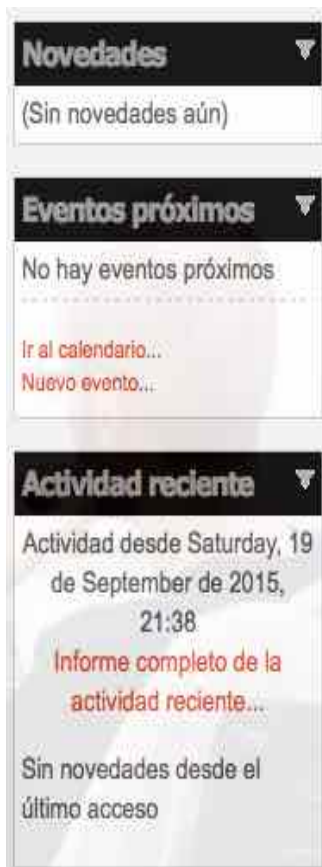 Novedades
(Sin novedades aún)
Eventos próximos
No hay eventos próximos
Ir al calendario...
Nuevo evento...
Actividad reciente
Actividad desde Saturday, 19
de September de 2015,
21:38
Informe completo de la
actividad reciente...
Sin novedades desde el
último acceso